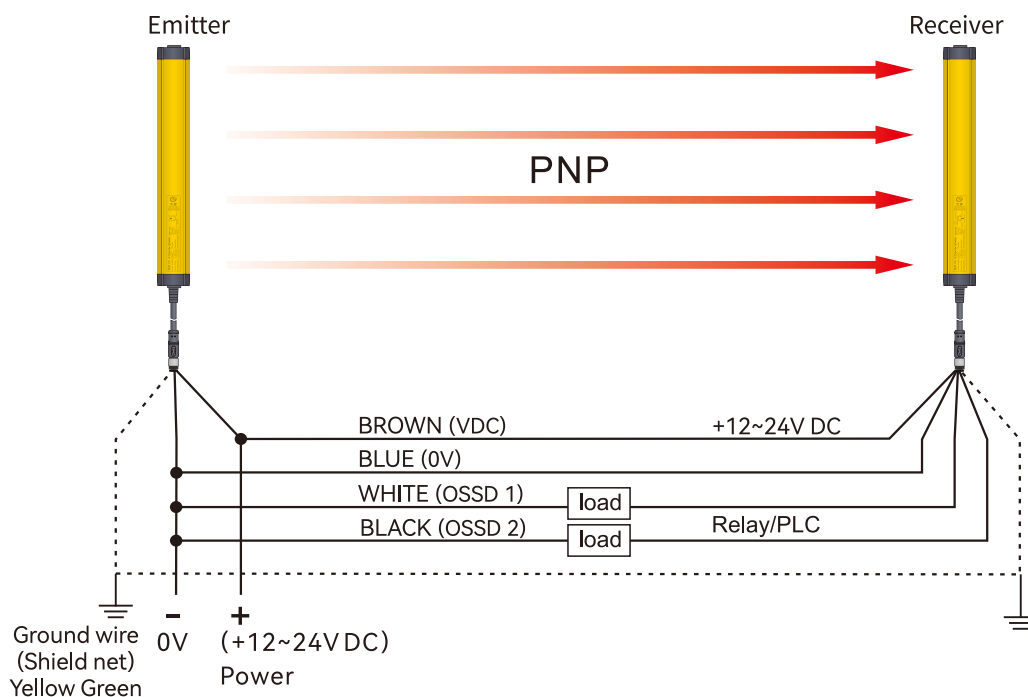 Emitter
Receiver
PNP
BROWN (VDC)
+12~24V DC
BLUE (0V)
WHITE (OSSD 1)
load
BLACK (OSSD 2)
load
Relay/PLC
- +
Ground wire
(Shield net)
Yellow Green
0V
(+12~24V DC)
Power